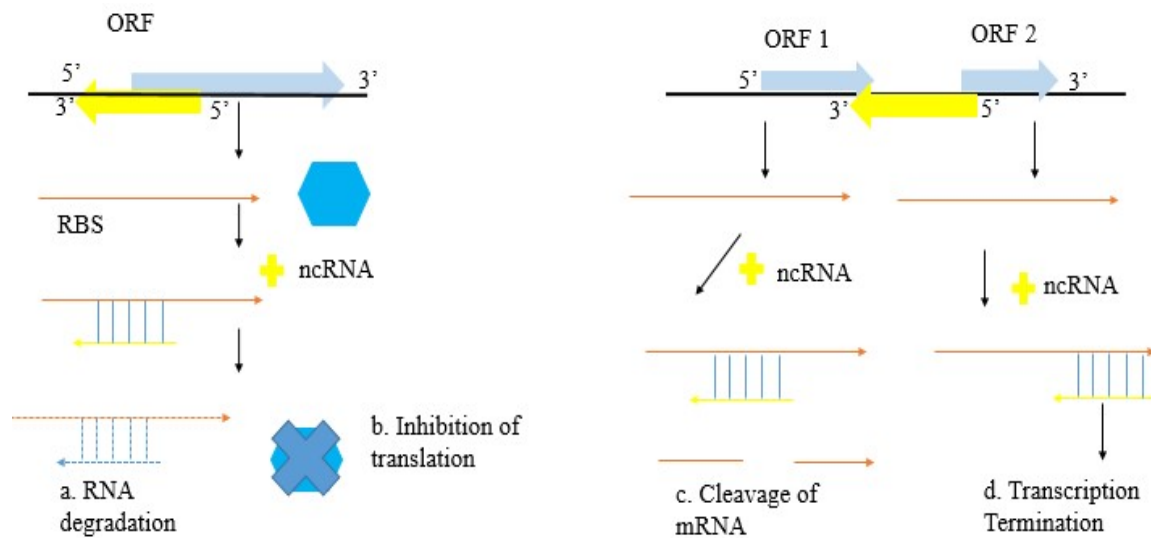 ORF
5’
3’
3’
5’
RBS
ncRNA
a. RNA
degradation
b. Inhibition of
translation
ORF 1
ORF 2
5’
3’
3’
5’
ncRNA
ncRNA
c. Cleavage of
mRNA
d. Transcription
Termination